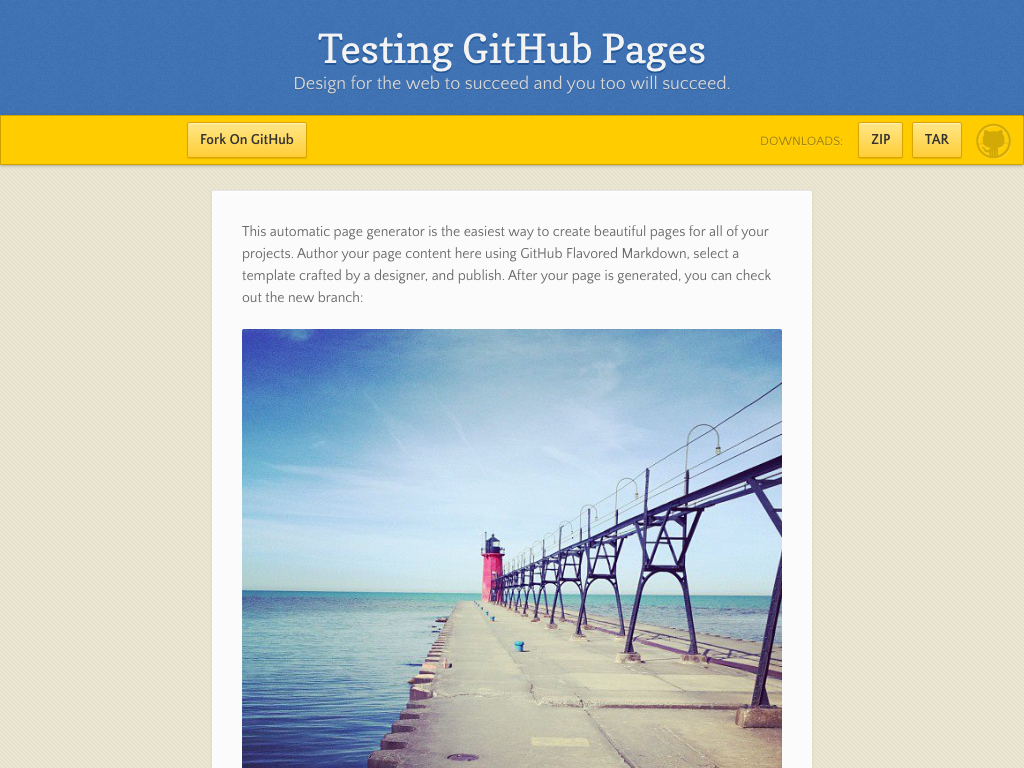 Testing GitHub Pages
Design for the web to succeed and you too will succeed.
Fork On GitHub
DOWNLOADS:
ZIP
TAR
This automatic page generator is the easiest way to create beautiful pages for all of your
projects. Author your page content here using GitHub Flavored Markdown, select a
template crafted by a designer, and publish. After your page is generated, you can check
out the new branch: